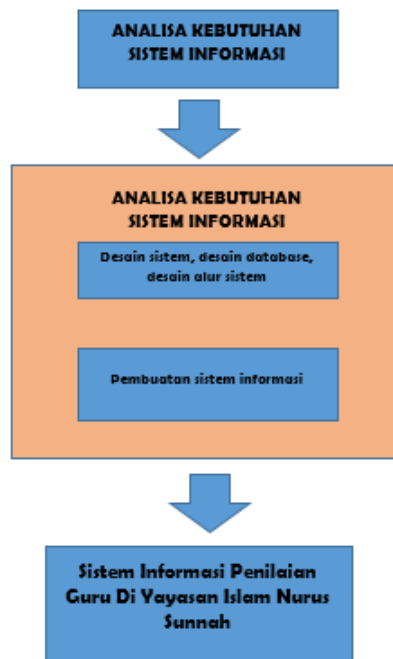 ANALISA KEBUTUHAN
SISTEM INFORMASI
ANALISA KEBUTUHAN
SISTEM INFORMASI
Desain sistem, desain database,
desain alur sistem
Pembuatan sistem informasi
Sistem Informasi Penilaian
Guru Di Yayasan Islam Nurus
Sunnah